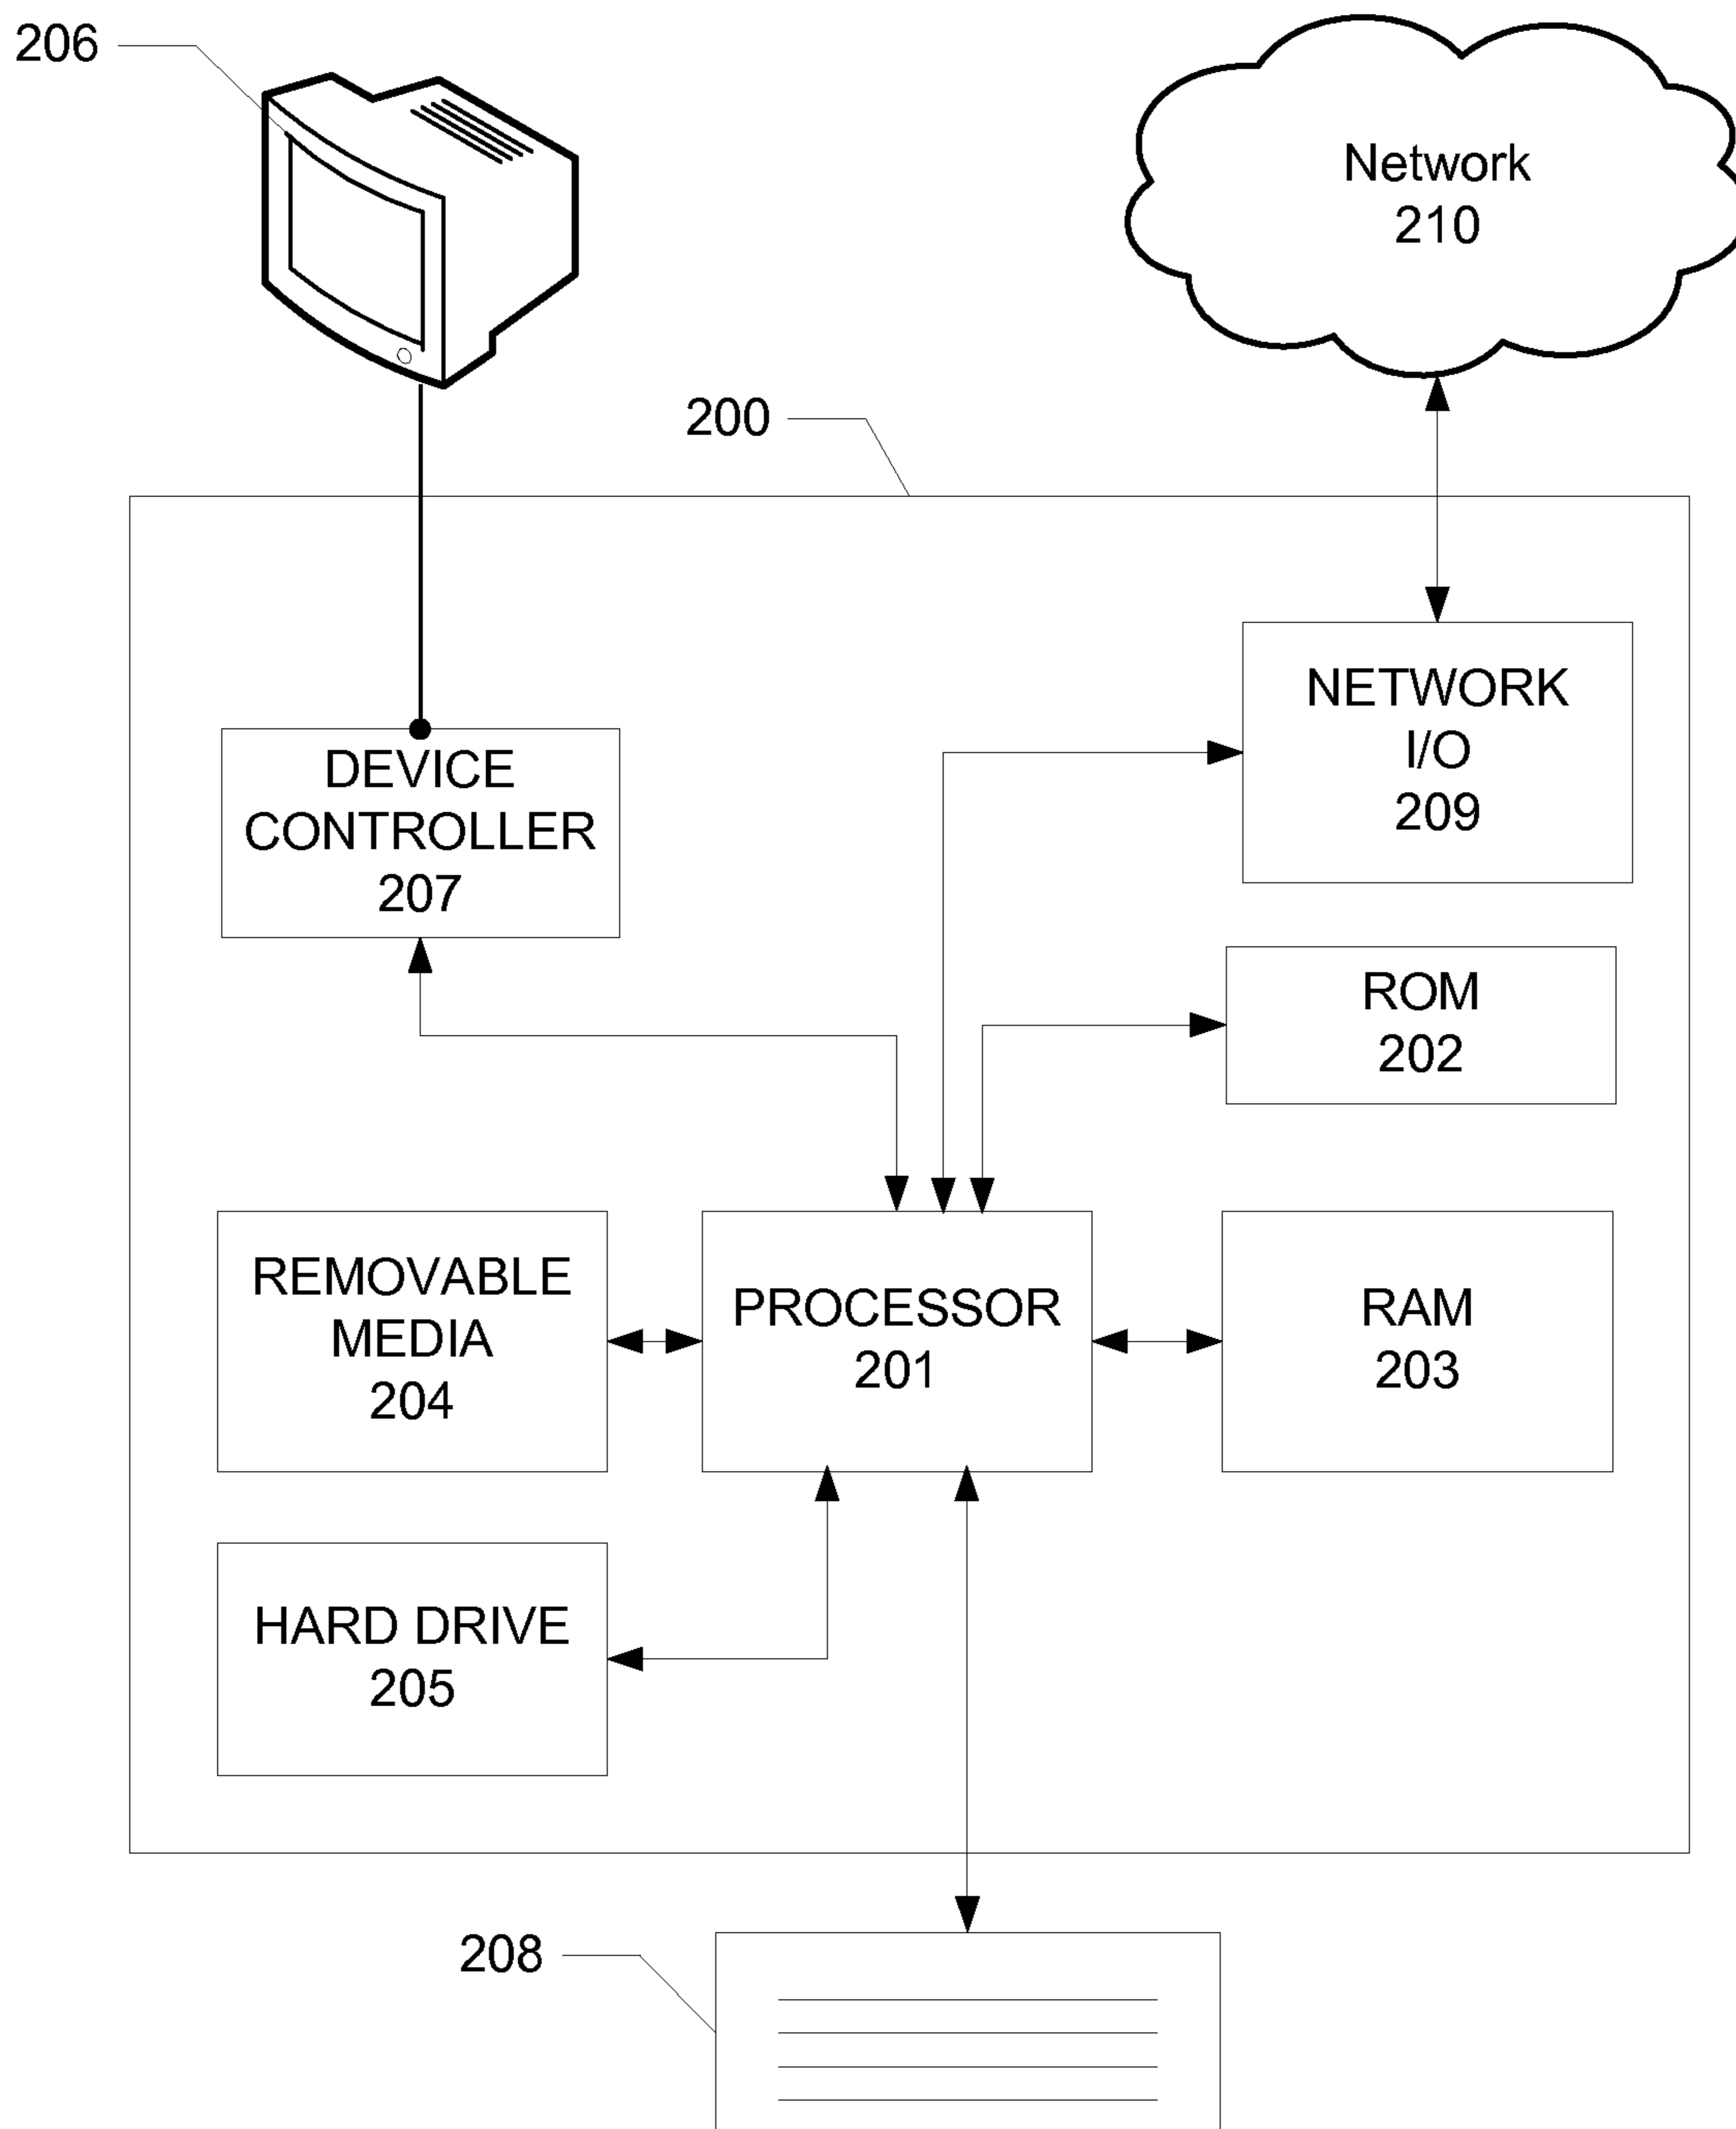 206
Network
210
200
NETWORK
I/O
209
DEVICE
CONTROLLER
207
ROM
202
REMOVABLE
MEDIA
204
PROCESSOR
201
RAM
203
HARD DRIVE
205
208